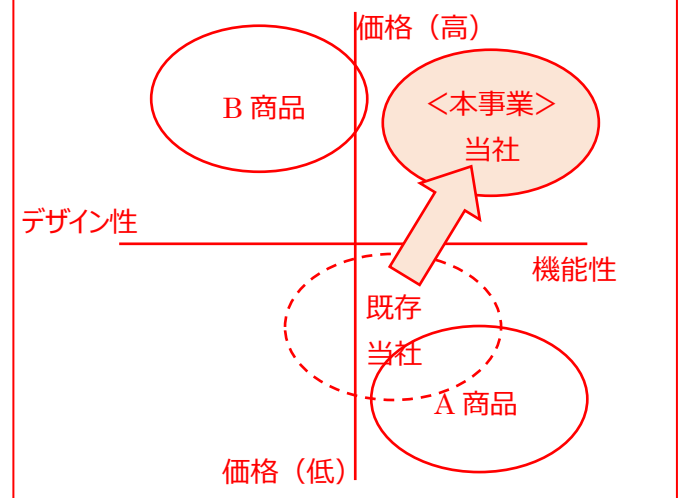 価格（高）
B 商品
＜本事業＞
当社
デザイン性
機能性
既存
当社
A 商品
価格（低）